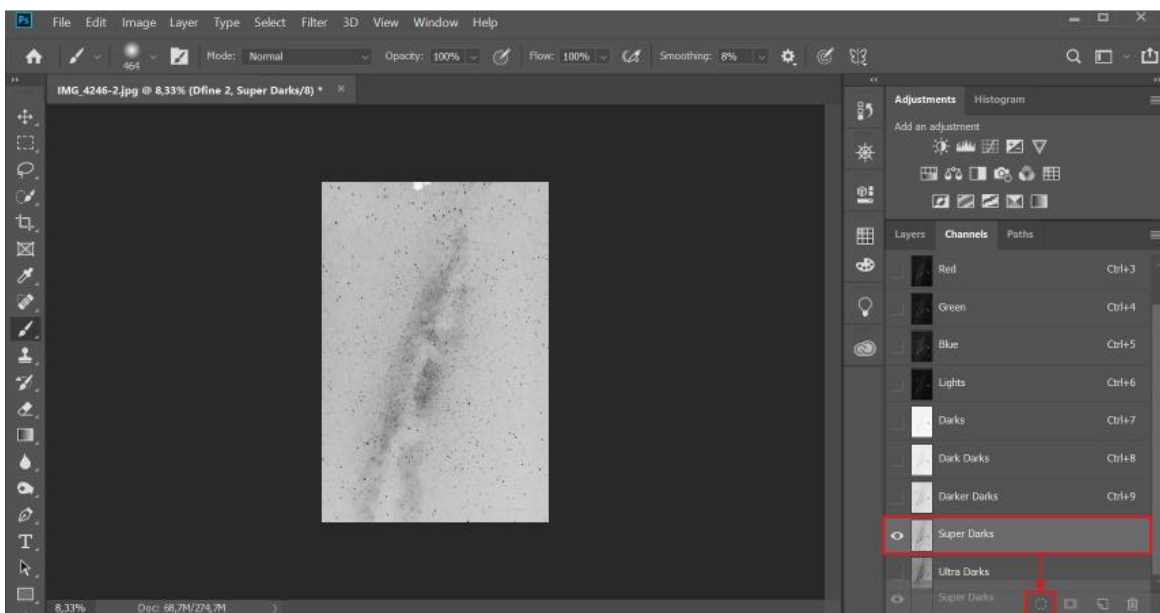 Ps File Edit Image Layer Type Select Filter 3D View Window Help
464 Mode: Normal Opacity: 100% Flow: 100% Smoothing: 8%
IMG_4246-2.jpg @ 8,33% (Dfine 2, Super Darks/8) *
Adjustments Histogram
Add an adjustment
Layers Channels Paths
Red Ctrl+3
Green Ctrl+4
Blue Ctrl+5
Lights Ctrl+6
Darks Ctrl+7
Dark Darks Ctrl+8
Darker Darks Ctrl+9
Super Darks
Ultra Darks
Super Darks
8,33% Doc: 68,7M/274,7M